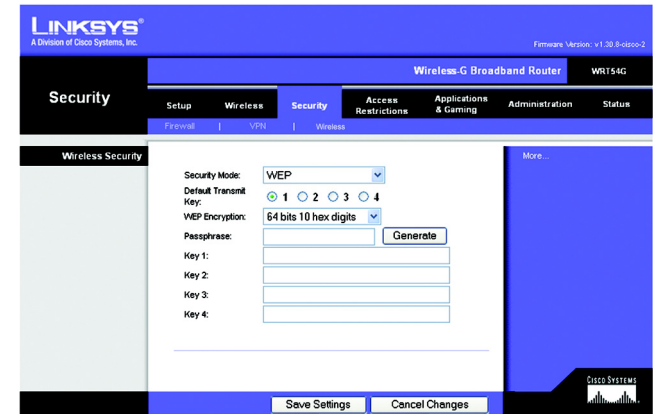 LINKSYS®
A Division of Cisco Systems, Inc.
Firmware Version: v1.30.8-cisco-2
Wireless-G Broadband Router WRT54G
Security
Setup Wireless Security Access Restrictions Applications & Gaming Administration Status
Firewall | VPN | Wireless
Wireless Security
More...
Security Mode: WEP
Default Transmit Key: 1 2 3 4
WEP Encryption: 64 bits 10 hex digits
Passphrase: Generate
Key 1:
Key 2:
Key 3:
Key 4:
CISCO SYSTEMS
Save Settings Cancel Changes